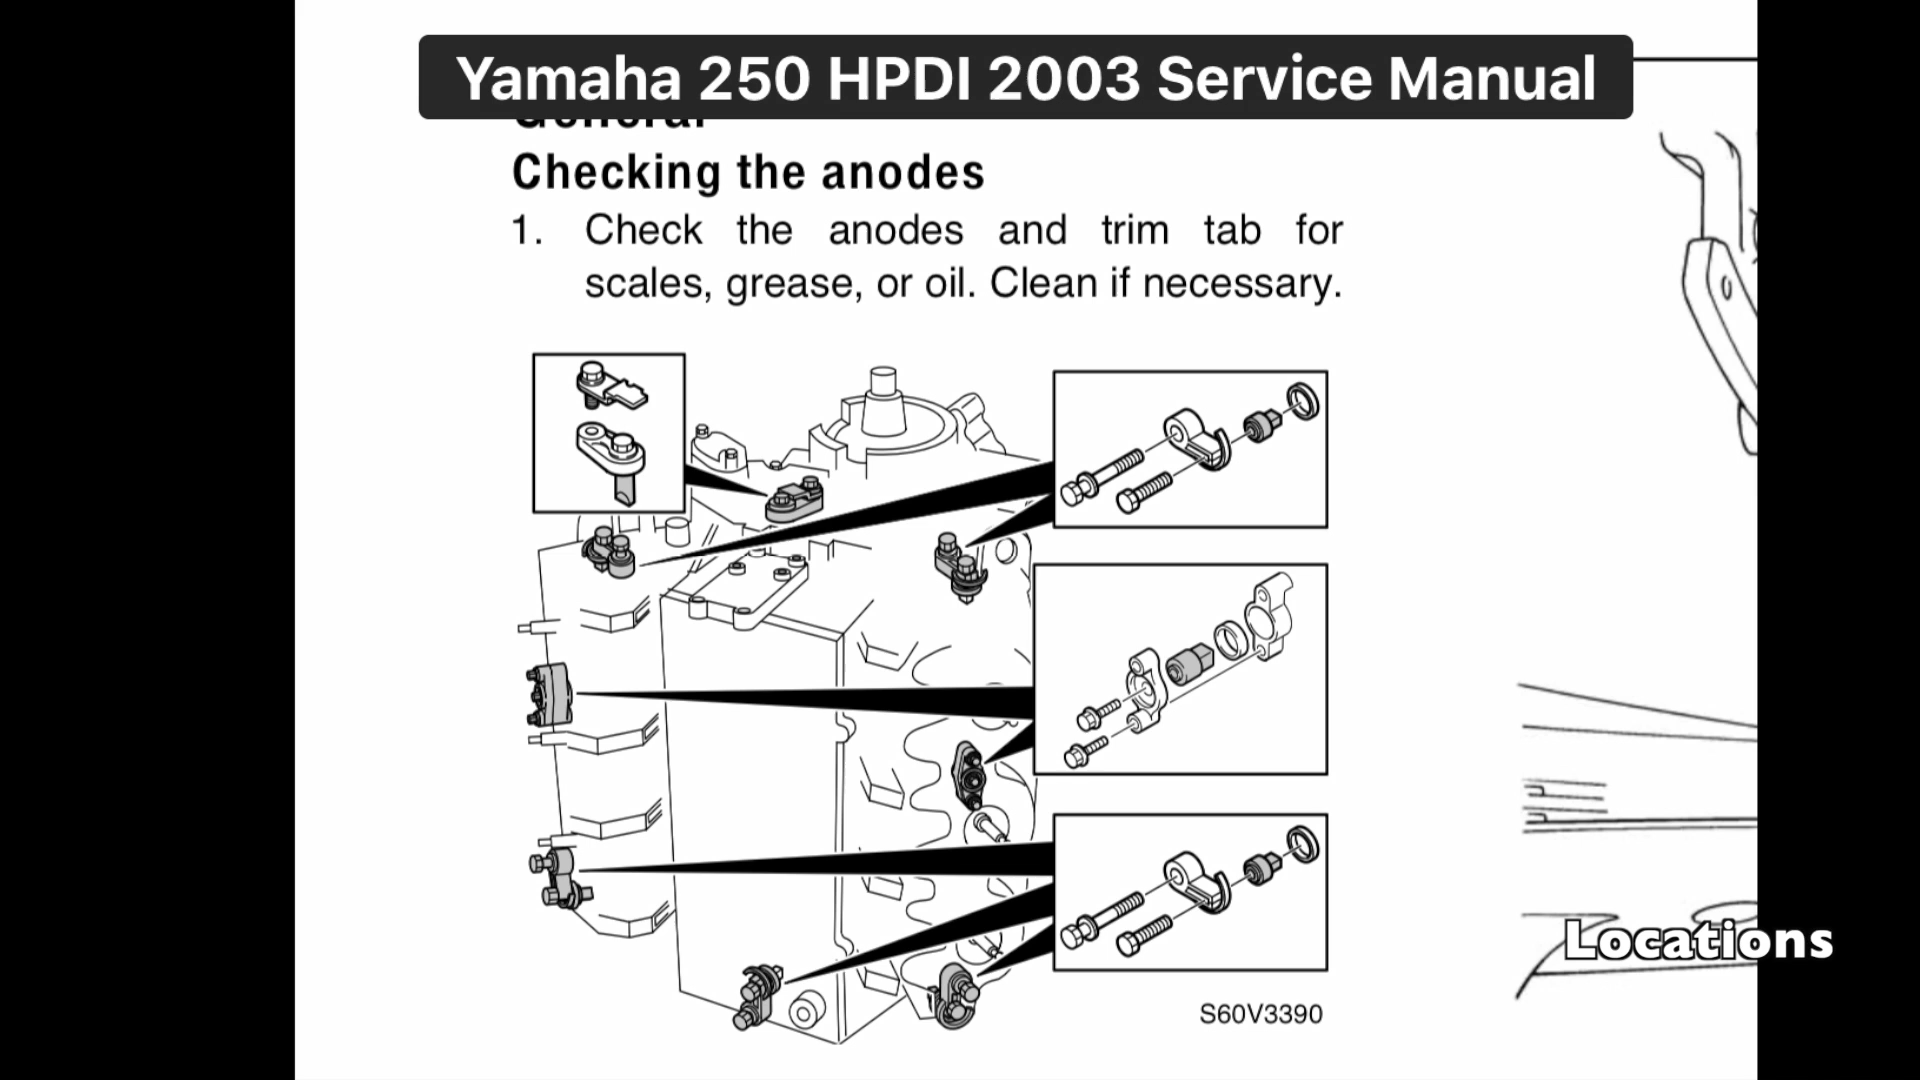 Yamaha 250 HPDI 2003 Service Manual
General
Checking the anodes
1. Check the anodes and trim tab for
scales, grease, or oil. Clean if necessary.
S60V3390
Locations